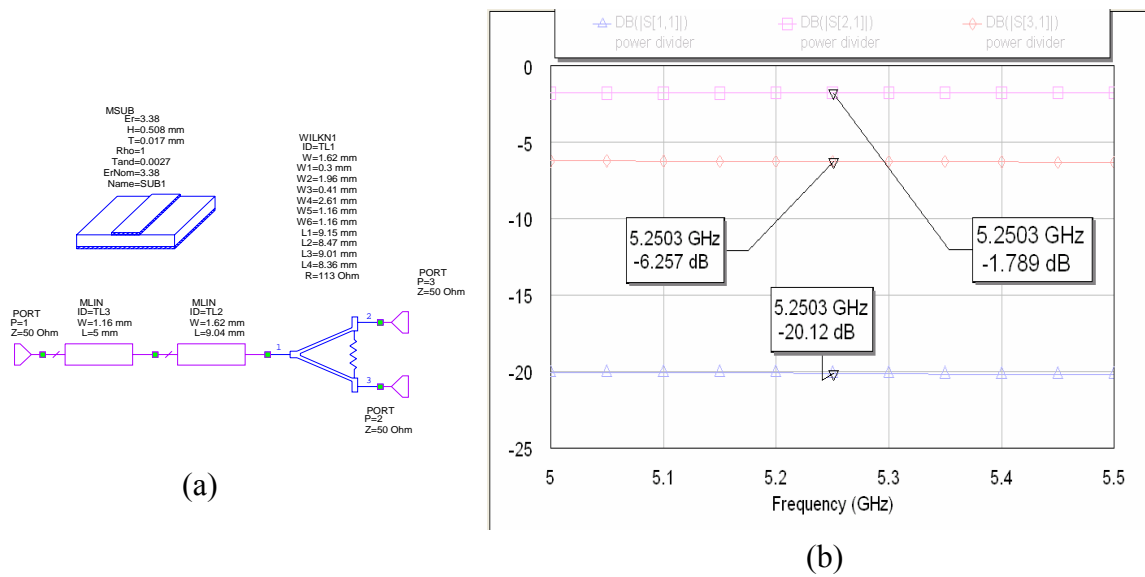 MSUB
Er=3.38
H=0.508 mm
T=0.017 mm
Rho=1
Tand=0.0027
ErNom=3.38
Name=SUB1
WILKN1
ID=TL1
W=1.62 mm
W1=0.3 mm
W2=1.96 mm
W3=0.41 mm
W4=2.61 mm
W5=1.16 mm
W6=1.16 mm
L1=9.15 mm
L2=8.47 mm
L3=9.01 mm
L4=8.36 mm
R=113 Ohm
PORT
P=1
Z=50 Ohm
MLIN
ID=TL3
W=1.16 mm
L=5 mm
MLIN
ID=TL2
W=1.62 mm
L=9.04 mm
1
2
3
PORT
P=3
Z=50 Ohm
PORT
P=2
Z=50 Ohm
(a)
DB(|S[1,1]|)
power divider
DB(|S[2,1]|)
power divider
DB(|S[3,1]|)
power divider
0
-5
-10
-15
-20
-25
5.2503 GHz
-6.257 dB
5.2503 GHz
-1.789 dB
5.2503 GHz
-20.12 dB
5 5.1 5.2 5.3 5.4 5.5
Frequency (GHz)
(b)